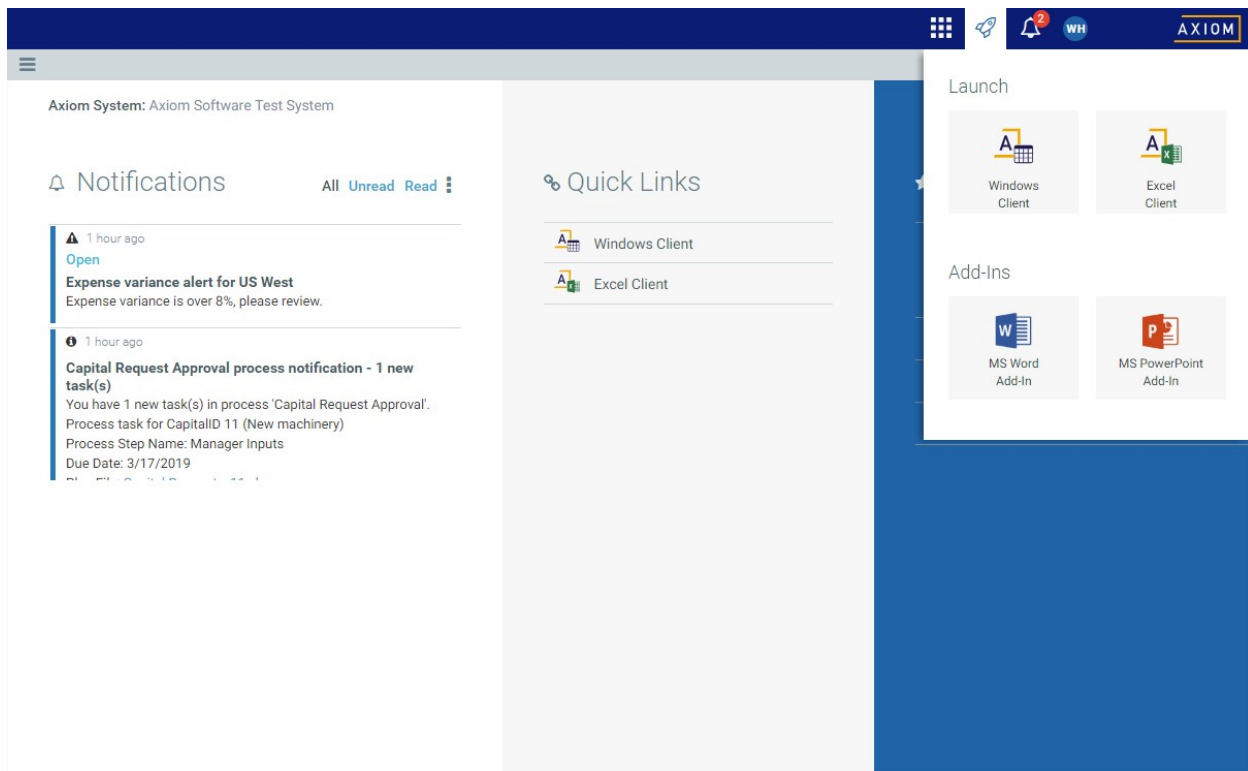 2
WH
AXIOM
Axiom System: Axiom Software Test System
Notifications
All Unread Read
1 hour ago
Open
Expense variance alert for US West
Expense variance is over 8%, please review.
1 hour ago
Capital Request Approval process notification - 1 new
task(s)
You have 1 new task(s) in process 'Capital Request Approval'.
Process task for CapitalID 11 (New machinery)
Process Step Name: Manager Inputs
Due Date: 3/17/2019
Quick Links
Windows Client
Excel Client
Launch
Windows
Client
Excel
Client
Add-Ins
MS Word
Add-In
MS PowerPoint
Add-In